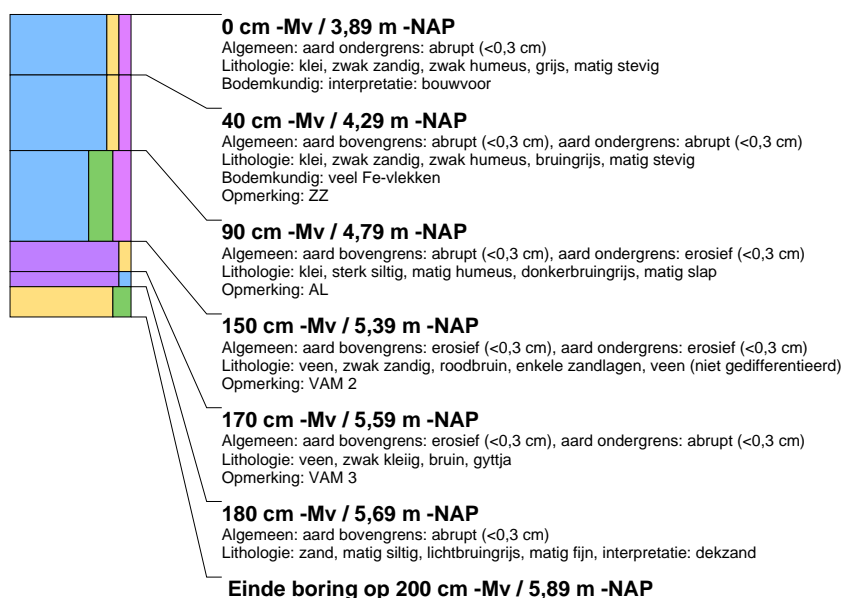 0 cm -Mv / 3,89 m -NAP
Algemeen: aard ondergrens: abrupt (<0,3 cm)
Lithologie: klei, zwak zandig, zwak humeus, grijs, matig stevig
Bodemkundig: interpretatie: bouwvoor
40 cm -Mv / 4,29 m -NAP
Algemeen: aard bovengrens: abrupt (<0,3 cm), aard ondergrens: abrupt (<0,3 cm)
Lithologie: klei, zwak zandig, zwak humeus, bruingrijs, matig stevig
Bodemkundig: veel Fe-vlekken
Opmerking: ZZ
90 cm -Mv / 4,79 m -NAP
Algemeen: aard bovengrens: abrupt (<0,3 cm), aard ondergrens: erosief (<0,3 cm)
Lithologie: klei, sterk siltig, matig humeus, donkerbruingrijs, matig slap
Opmerking: AL
150 cm -Mv / 5,39 m -NAP
Algemeen: aard bovengrens: erosief (<0,3 cm), aard ondergrens: erosief (<0,3 cm)
Lithologie: veen, zwak zandig, roodbruin, enkele zandlagen, veen (niet gedifferentieerd)
Opmerking: VAM 2
170 cm -Mv / 5,59 m -NAP
Algemeen: aard bovengrens: erosief (<0,3 cm), aard ondergrens: abrupt (<0,3 cm)
Lithologie: veen, zwak kleiig, bruin, gyttja
Opmerking: VAM 3
180 cm -Mv / 5,69 m -NAP
Algemeen: aard bovengrens: abrupt (<0,3 cm)
Lithologie: zand, matig siltig, lichtbruingrijs, matig fijn, interpretatie: dekzand
Einde boring op 200 cm -Mv / 5,89 m -NAP